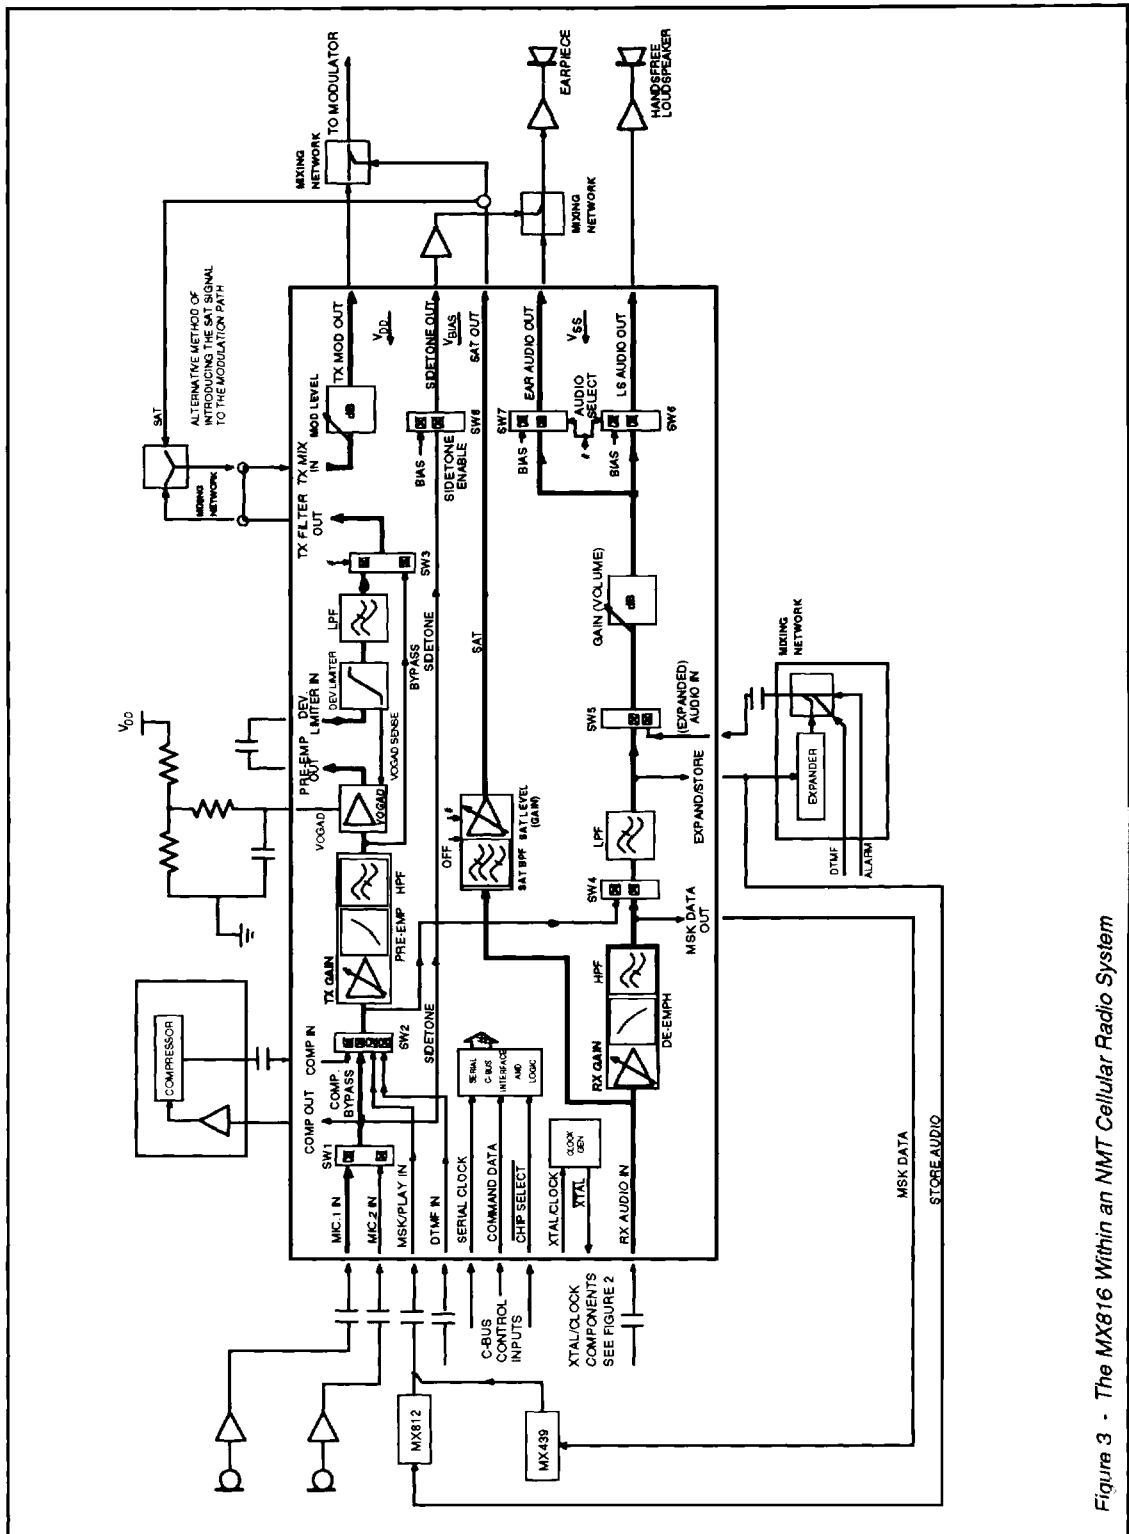 TO MODULATOR
MIXING
NETWORK
EARPIECE
HANDSFREE
LOUDSPEAKER
MIXING
NETWORK
SAT
ALTERNATIVE METHOD OF
INTRODUCING THE SAT SIGNAL
TO THE MODULATION PATH
MIXING
NETWORK
TX FILTER
OUT
TX MIX
IN
MOD LEVEL
dB
TX MOD OUT
VDD
SIDETONE OUT
VBIAS
SAT OUT
EAR AUDIO OUT
VSS
LS AUDIO OUT
BIAS
SIDETONE
ENABLE
SW7
BIAS
AUDIO
SELECT
#
BIAS
SW6
VDD
PRE-EMP
OUT
DEV.
LIMITER IN
DEV LIMITER
LPF
SW3
VOGAD
VOGAD
VOGAD SENSE
BYPASS
SIDETONE
SAT
GAIN (VOLUME)
dB
OFF
#
SAT BPF
SAT LEVEL
(GAIN)
LPF
SW5
(EXPANDED)
AUDIO IN
EXPAND/STORE
MIXING
NETWORK
EXPANDER
DTMF
ALARM
COMPRESSOR
COMP OUT
COMP IN
COMP.
BYPASS
SW1
SW2
TX GAIN
PRE-EMP
HPF
SIDETONE
SERIAL
C-BUS
INTERFACE
AND
LOGIC
CLOCK
GEN
RX GAIN
DE-EMPH
HPF
SW4
MSK DATA
OUT
MIC.1 IN
MIC.2 IN
MSK/PLAY IN
DTMF IN
SERIAL CLOCK
COMMAND DATA
CHIP SELECT
XTAL/CLOCK
XTAL
RX AUDIO IN
C-BUS
CONTROL
INPUTS
XTAL/CLOCK
COMPONENTS
SEE FIGURE 2
MX812
MX439
MSK DATA
STORE AUDIO
Figure 3 - The MX816 Within an NMT Cellular Radio System